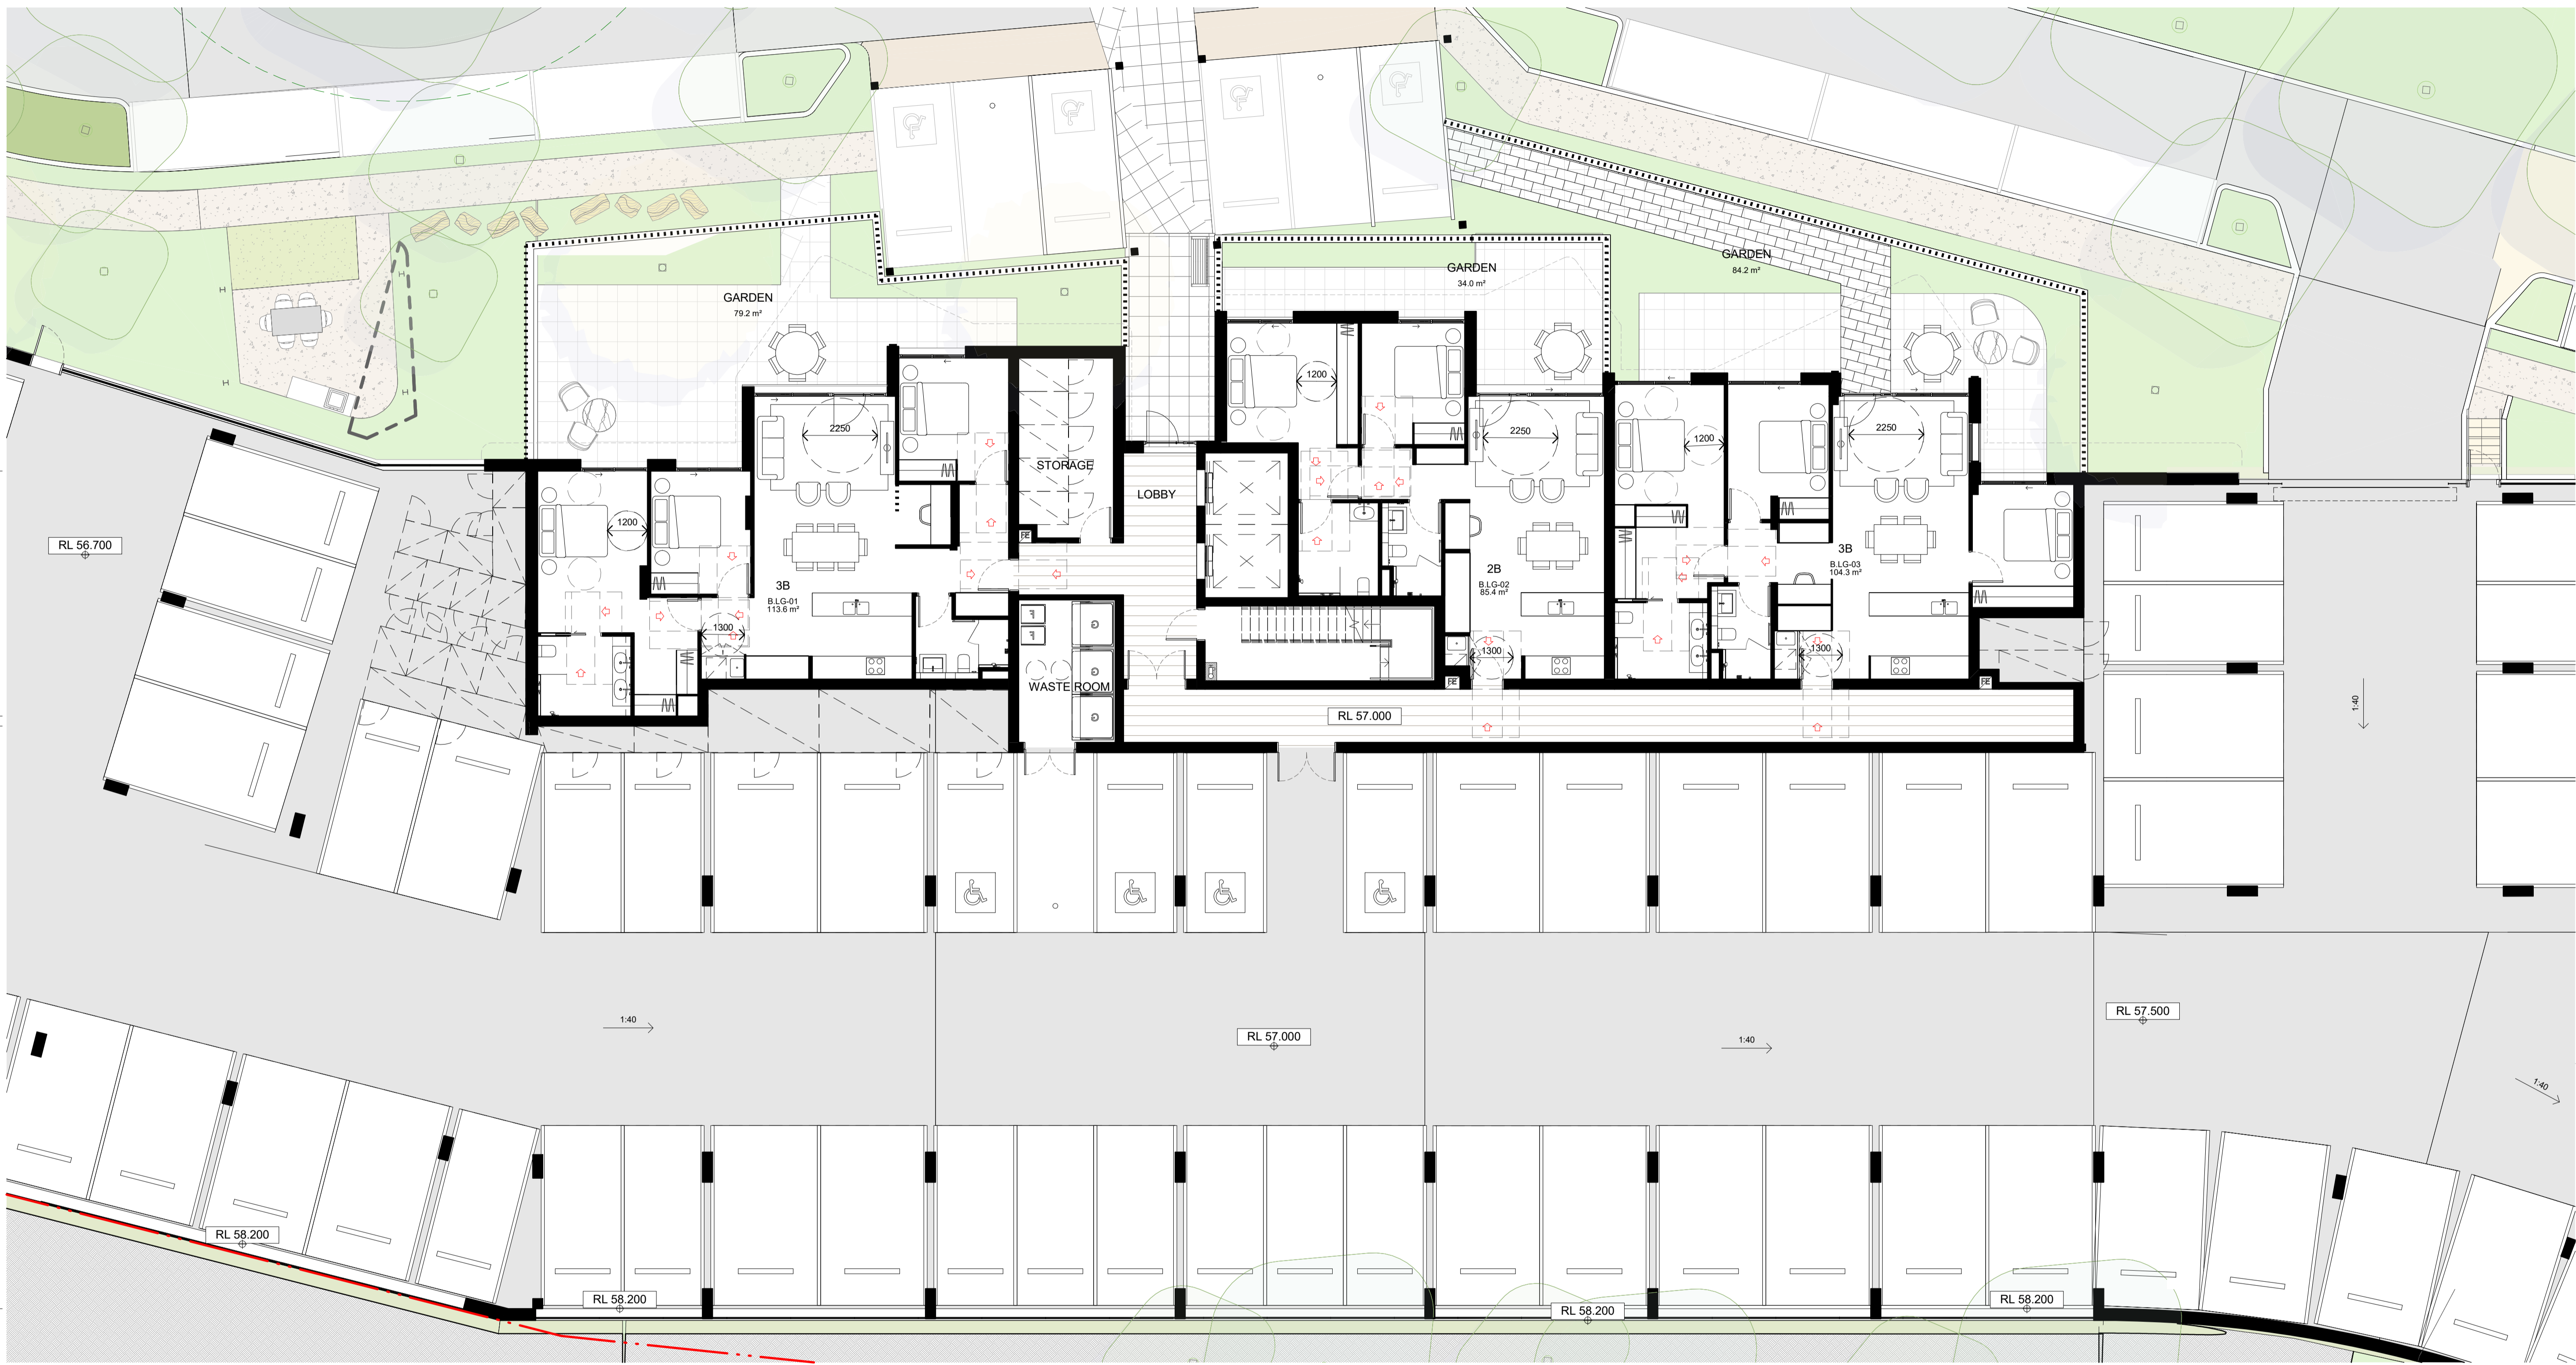 GARDEN
79.2 m²
GARDEN
34.0 m²
GARDEN
84.2 m²
1200
2250
2250
1200
2250
STORAGE
LOBBY
1200
RL 56.700
FE
3B
B.LG-01
113.6 m²
2B
B.LG-02
85.4 m²
3B
B.LG-03
104.3 m²
1300
1300
1300
WASTE ROOM
FE
FE
RL 57.000
1:40
1:40
RL 57.000
1:40
RL 57.500
1:40
RL 58.200
RL 58.200
RL 58.200
RL 58.200